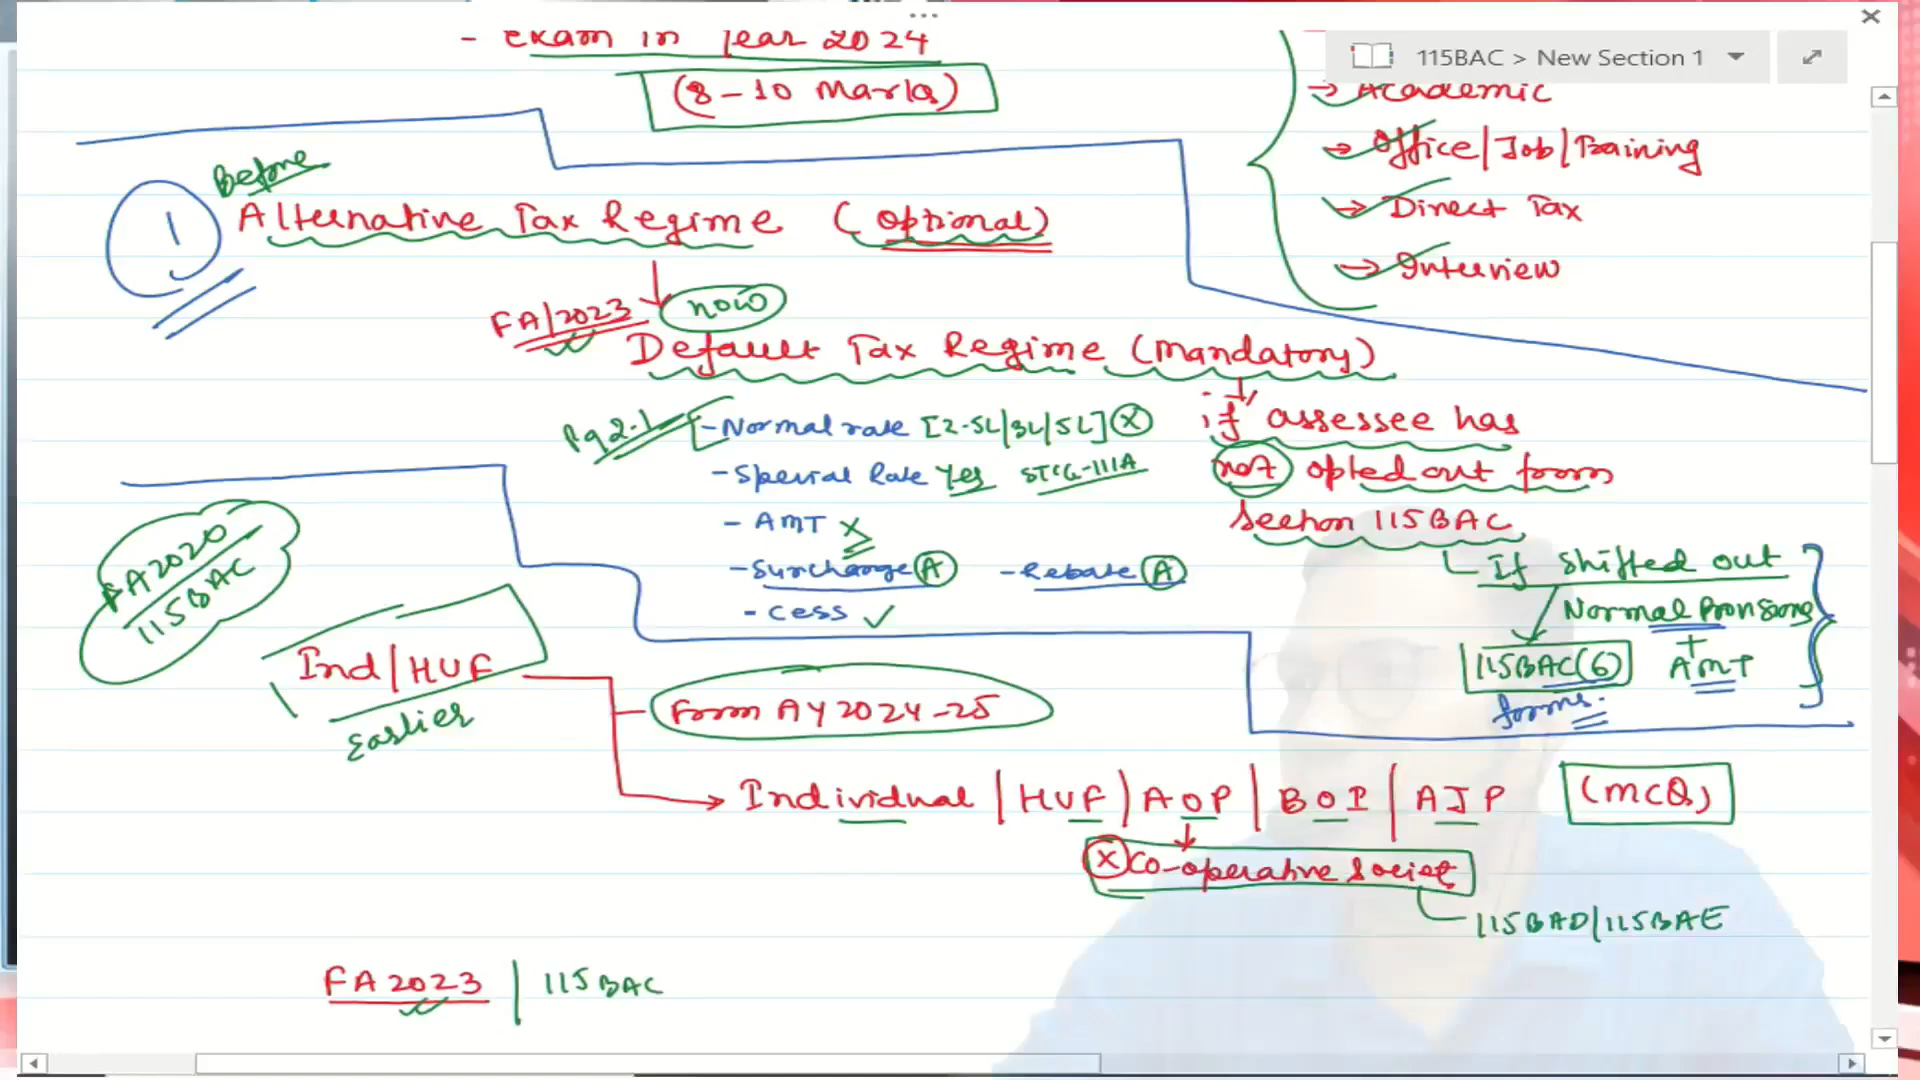 - exam in year 2024
(8-10 Marks)
115BAC > New Section 1
→ Academic
→ Office/Job/Training
→ Direct Tax
→ Interview
Before
1
Alternative Tax Regime (Optional)
FA/2023
now
Default Tax Regime (Mandatory)
Pg 2.1
- Normal rate [2.5L/3L/5L] X
- Special Rate Yes STCG-111A
- AMT X
- Surcharge A - Rebate A
- Cess ✓
if assessee has
not opted out from
Section 115BAC
If Shifted out
Normal Provisions
+
AMT
115BAC(6)
forms.
FA2020
115BAC
Ind/HUF
Earlier
From AY 2024-25
Individual | HUF | AOP | BOI | AJP (MCQ)
X Co-operative Society
115BAD/115BAE
FA 2023 | 115BAC